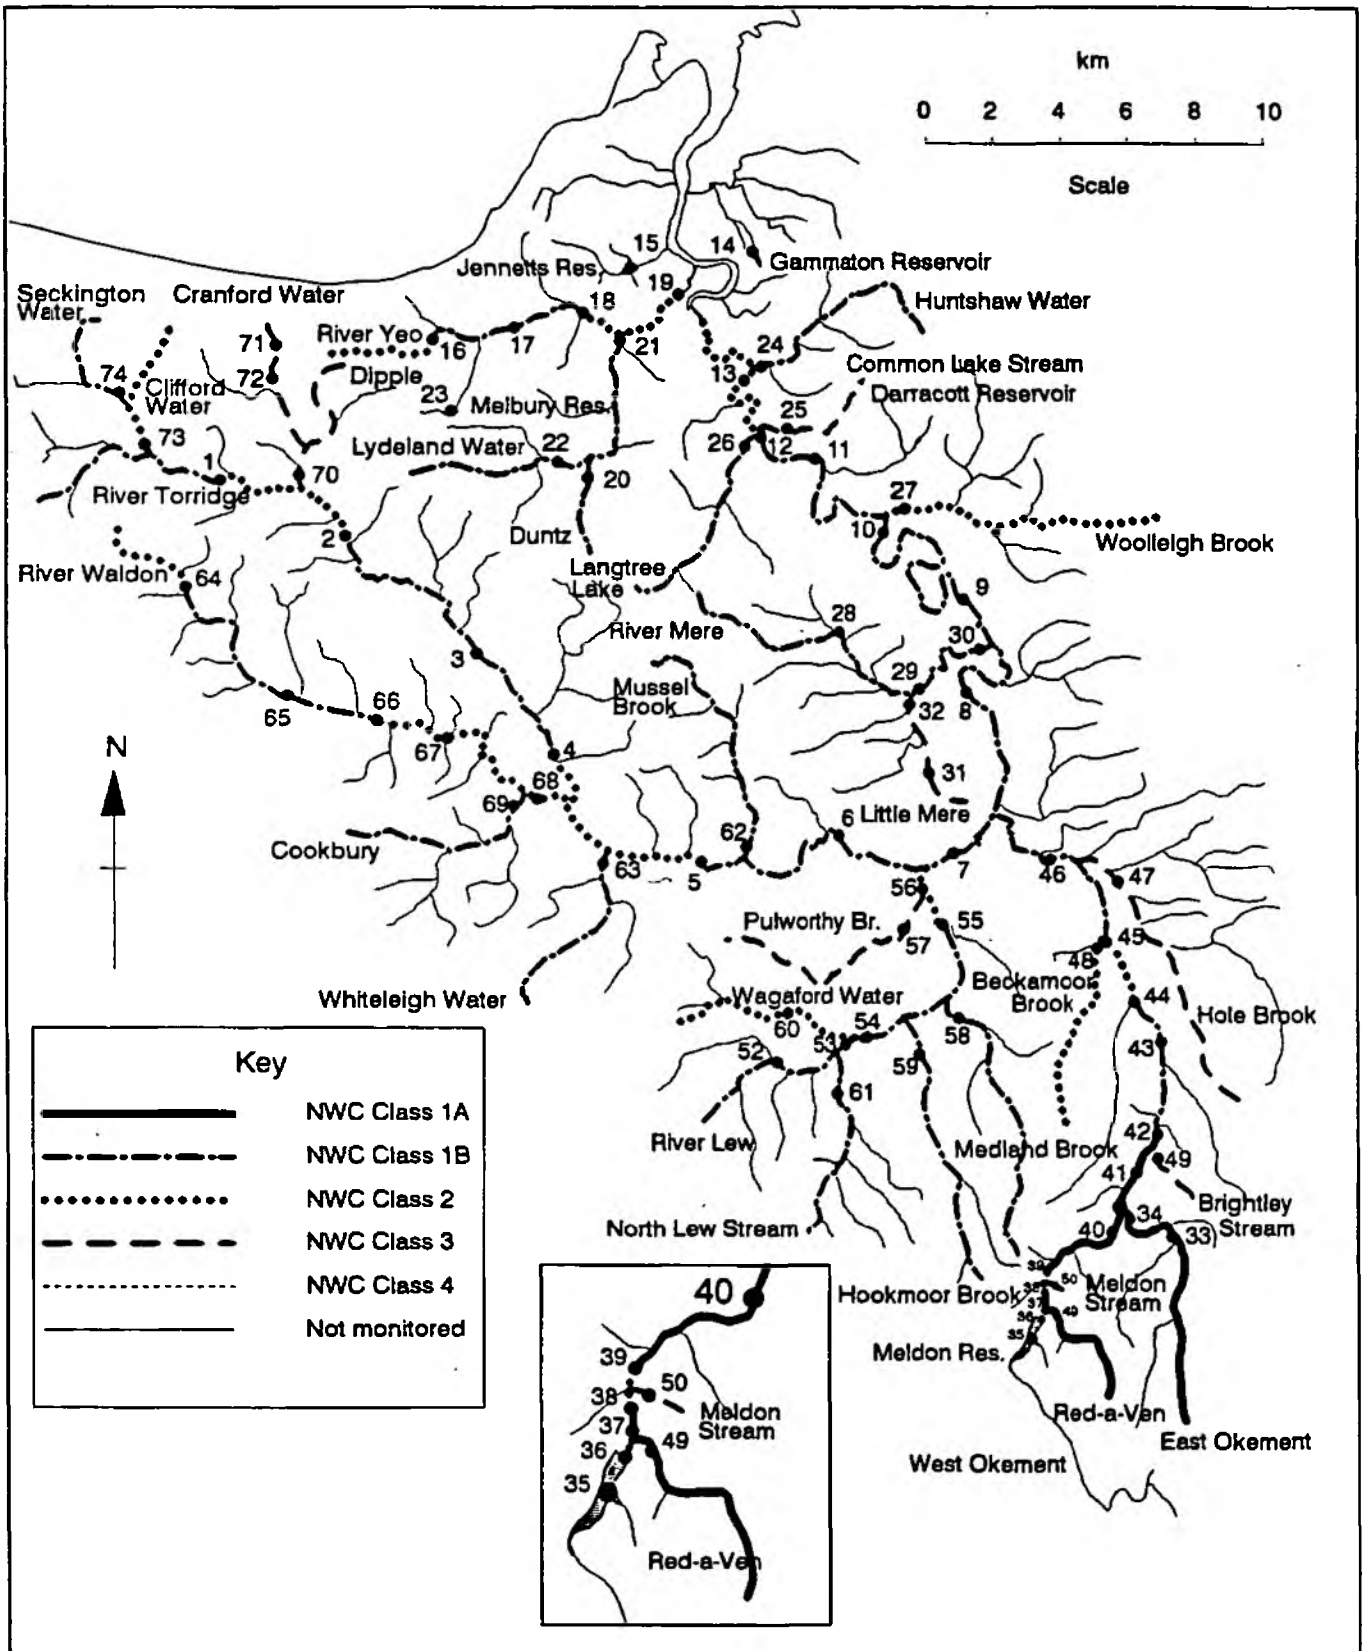 km
0 2 4 6 8 10
Scale
15
14
Jennetts Res.
Gammaton Reservoir
19
Seckington
Water
Cranford Water
18
Huntshaw Water
River Yeo
71
16
17
21
24
72
Dipple
13
Common Lake Stream
74
Clifford
Water
23
Melbury Res.
Darracott Reservoir
25
73
Lydeland Water
22
26
12
11
1
70
20
River Torridge
27
2
Duntz
10
Woolleigh Brook
River Waldon
64
Langtree
Lake
9
River Mere
28
30
3
Mussel
Brook
29
65
66
32
8
N
67
4
31
68
69
6
Little Mere
Cookbury
62
63
5
7
46
47
56
Pulworthy Br.
55
57
45
48
Whiteleigh Water
Wagaford Water
Beckamoor
Brook
44
Hole Brook
60
54
58
53
43
52
59
61
River Lew
Medland Brook
42
49
41
Brightley
Stream
North Lew Stream
34
40
33
39
Hookmoor Brook
38
50
Meldon
Stream
37
49
36
35
Meldon Res.
Red-a-Ven
East Okement
West Okement
Key
NWC Class 1A
NWC Class 1B
NWC Class 2
NWC Class 3
NWC Class 4
Not monitored
40
39
50
38
Meldon
Stream
37
49
36
35
Red-a-Ven